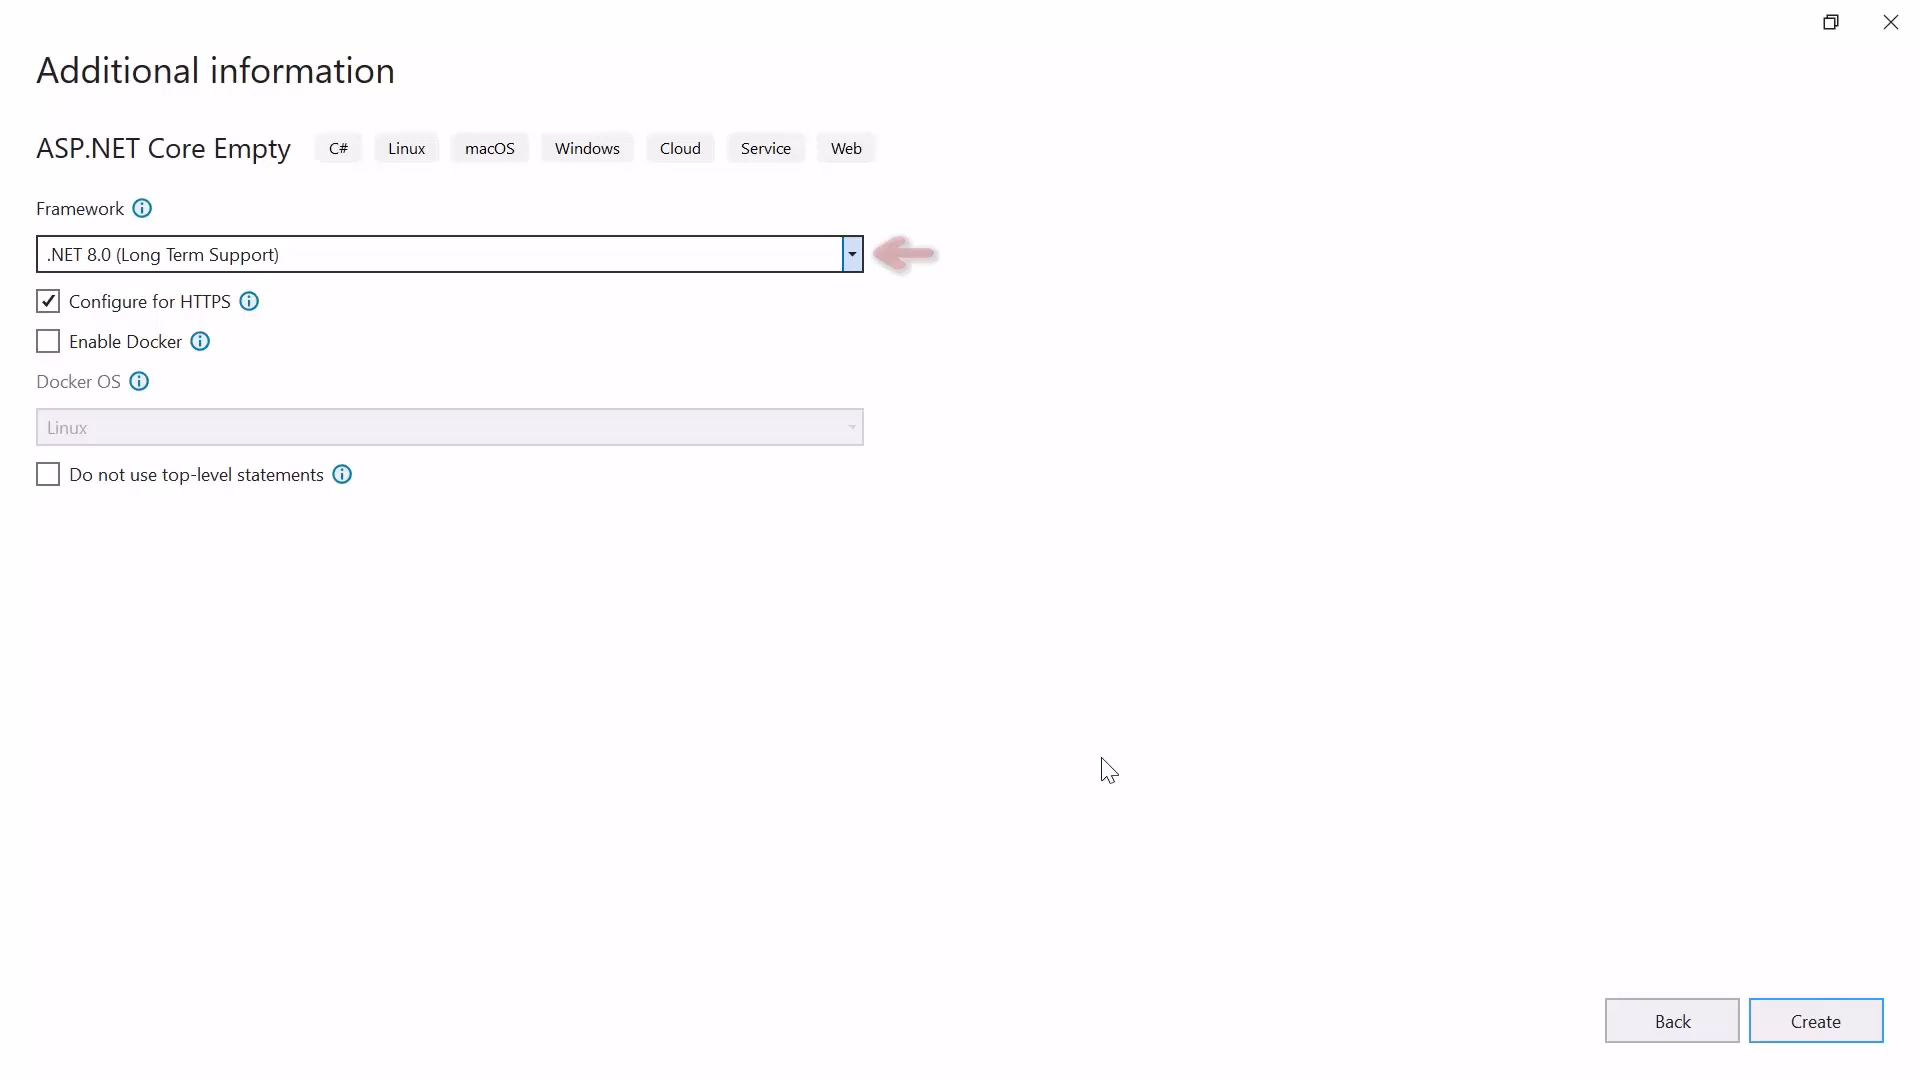 Additional information
ASP.NET Core Empty C# Linux macOS Windows Cloud Service Web
Framework
.NET 8.0 (Long Term Support)
Configure for HTTPS
Enable Docker
Docker OS
Linux
Do not use top-level statements
Back Create